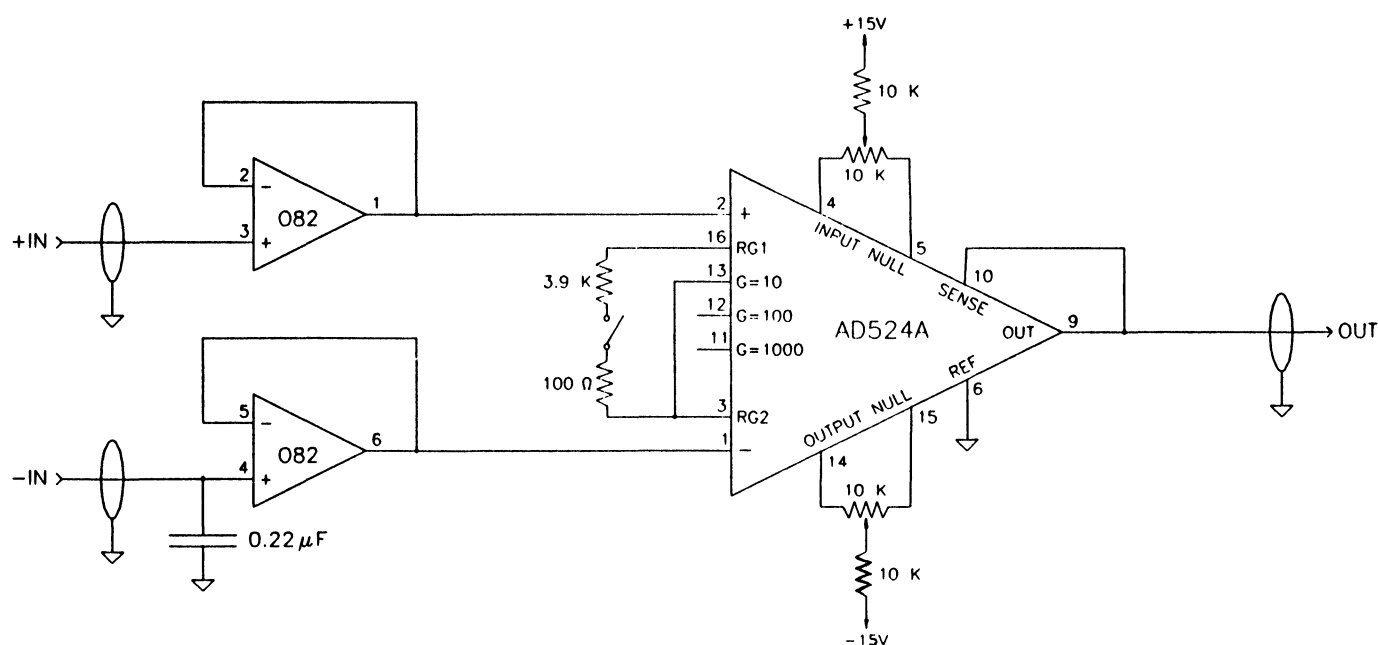 +15V
10 K
10 K
2
−
082
1
3
+
+IN
2
+
4
INPUT NULL
5
16
RG1
3.9 K
13
G=10
12
G=100
11
G=1000
10
SENSE
AD524A
OUT
9
OUT
100 Ω
3
RG2
REF
6
5
−
082
6
1
−
OUTPUT NULL
15
14
4
+
-IN
10 K
0.22µF
10 K
-15V